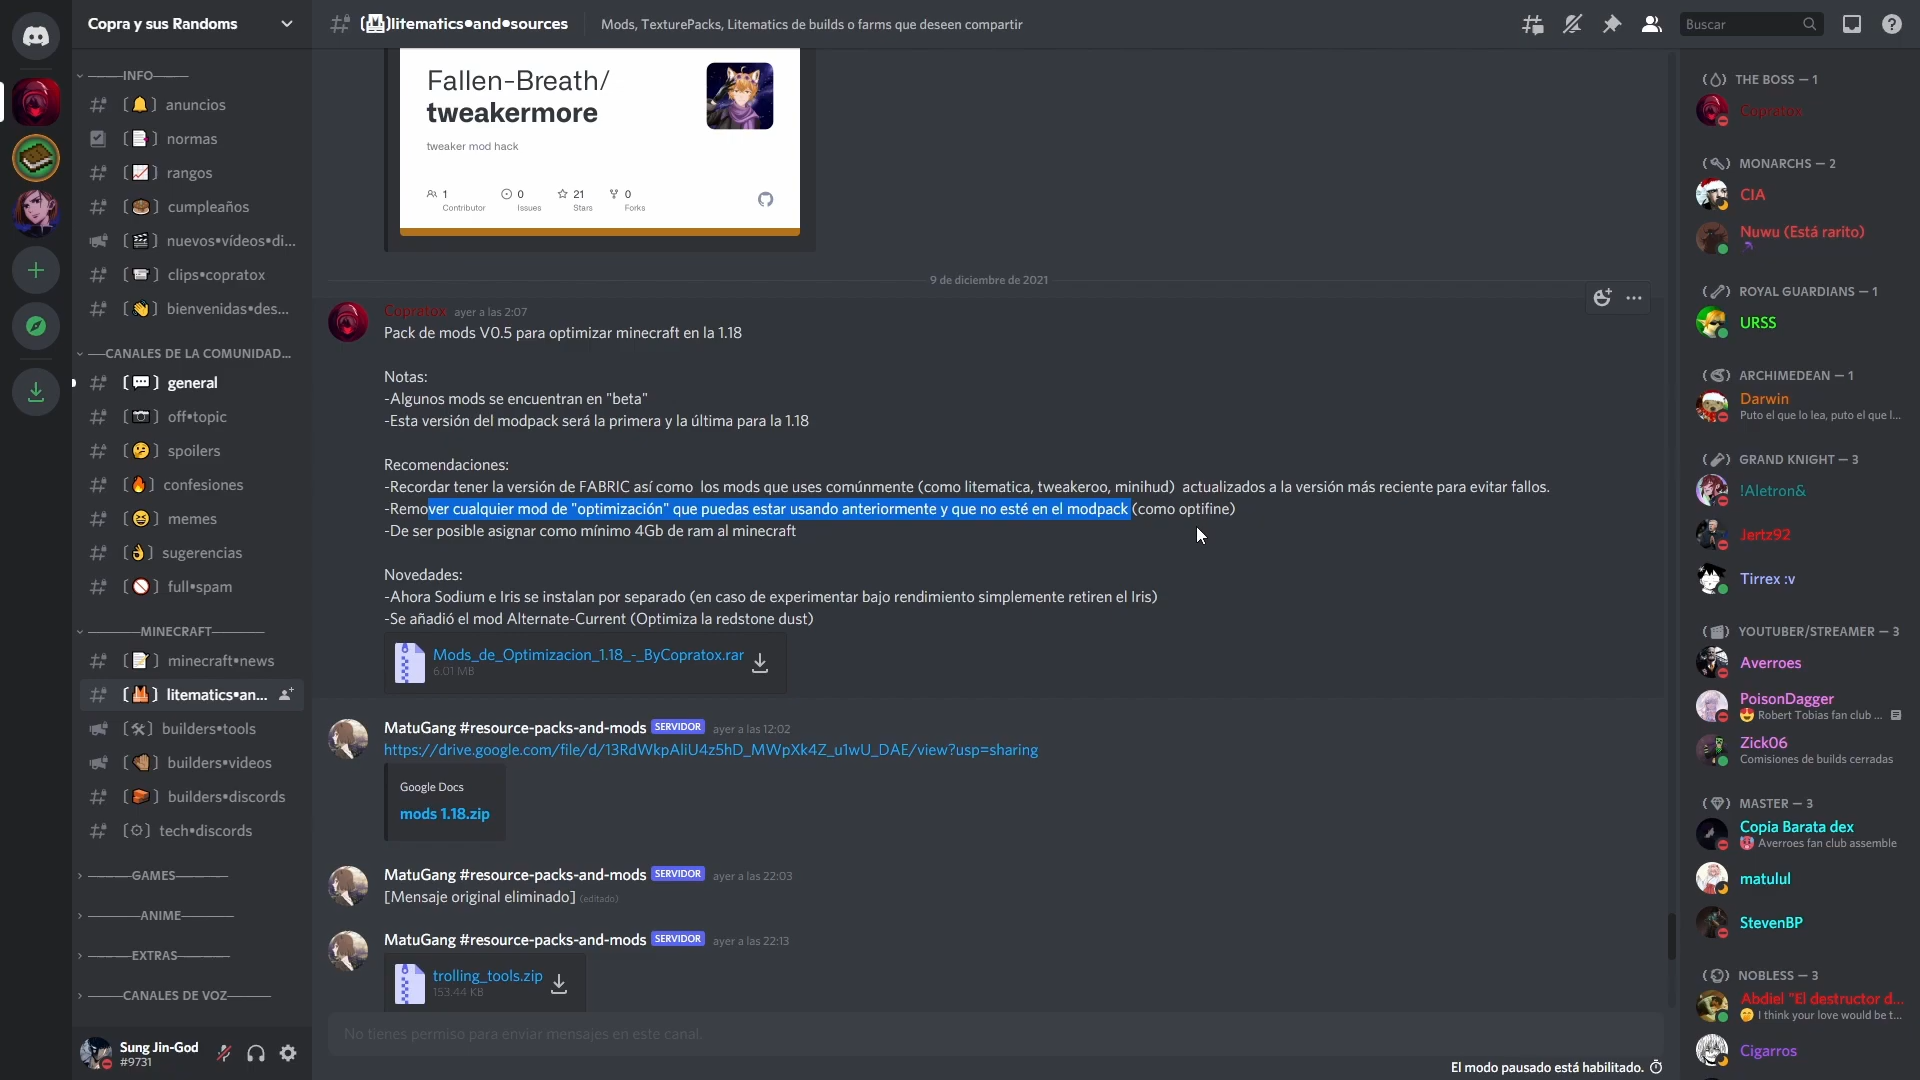 Copra y sus Randoms
INFO
anuncios
normas
rangos
cumpleaños
nuevos•vídeos•di...
clips•copratox
bienvenidas•des...
CANALES DE LA COMUNIDAD...
general
off•topic
spoilers
confesiones
memes
sugerencias
full•spam
MINECRAFT
minecraft•news
litematics•an...
builders•tools
builders•videos
builders•discords
tech•discords
GAMES
ANIME
EXTRAS
CANALES DE VOZ
Sung Jin-God
#9731
litematics•and•sources
Mods, TexturePacks, Litematics de builds o farms que deseen compartir
Buscar
Fallen-Breath/
tweakermore
tweaker mod hack
1 Contributor
0 Issues
21 Stars
0 Forks
9 de diciembre de 2021
Copratox ayer a las 2:07
Pack de mods V0.5 para optimizar minecraft en la 1.18
Notas:
-Algunos mods se encuentran en "beta"
-Esta versión del modpack será la primera y la última para la 1.18
Recomendaciones:
-Recordar tener la versión de FABRIC así como los mods que uses comúnmente (como litematica, tweakeroo, minihud) actualizados a la versión más reciente para evitar fallos.
-Remover cualquier mod de "optimización" que puedas estar usando anteriormente y que no esté en el modpack (como optifine)
-De ser posible asignar como mínimo 4Gb de ram al minecraft
Novedades:
-Ahora Sodium e Iris se instalan por separado (en caso de experimentar bajo rendimiento simplemente retiren el Iris)
-Se añadió el mod Alternate-Current (Optimiza la redstone dust)
Mods_de_Optimizacion_1.18_-_ByCopratox.rar
6.01 MB
MatuGang #resource-packs-and-mods SERVIDOR ayer a las 12:02
https://drive.google.com/file/d/13RdWkpAliU4z5hD_MWpXk4Z_u1wU_DAE/view?usp=sharing
Google Docs
mods 1.18.zip
MatuGang #resource-packs-and-mods SERVIDOR ayer a las 22:03
[Mensaje original eliminado] (editado)
MatuGang #resource-packs-and-mods SERVIDOR ayer a las 22:13
trolling_tools.zip
153.44 KB
No tienes permiso para enviar mensajes en este canal.
El modo pausado está habilitado.
THE BOSS — 1
Copratox
MONARCHS — 2
CIA
Nuwu (Está rarito)
ROYAL GUARDIANS — 1
URSS
ARCHIMEDEAN — 1
Darwin
Puto el que lo lea, puto el que l...
GRAND KNIGHT — 3
!Aletron&
Jertz92
Tirrex :v
YOUTUBER/STREAMER — 3
Averroes
PoisonDagger
Robert Tobias fan club ...
Zick06
Comisiones de builds cerradas
MASTER — 3
Copia Barata dex
Averroes fan club assemble
matulul
StevenBP
NOBLESS — 3
Abdiel "El destructor d...
I think your love would be t...
Cigarros